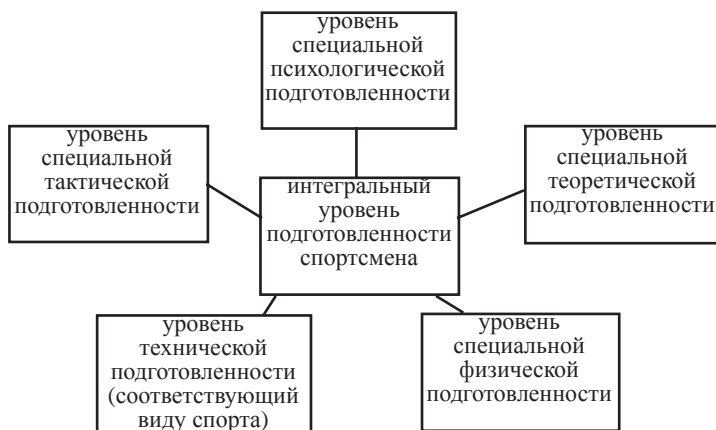 уровень
специальной
психологической
подготовленности
уровень
специальной
тактической
подготовленности
уровень
специальной
теоретической
подготовленности
интегральный
уровень
подготовленности
спортсмена
уровень
технической
подготовленности
(соответствующий
виду спорта)
уровень
специальной
физической
подготовленности